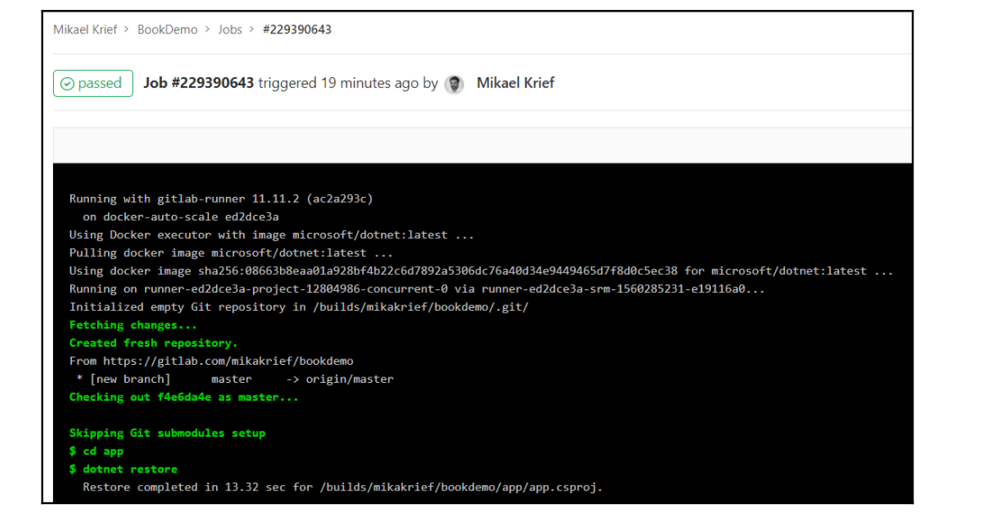 Mikael Krief > BookDemo > Jobs > #229390643
passed Job #229390643 triggered 19 minutes ago by Mikael Krief
Running with gitlab-runner 11.11.2 (ac2a293c)
on docker-auto-scale ed2dce3a
Using Docker executor with image microsoft/dotnet:latest ...
Pulling docker image microsoft/dotnet:latest ...
Using docker image sha256:08663b8eaa01a928bf4b22c6d7892a5306dc76a40d34e9449465d7f8d0c5ec38 for microsoft/dotnet:latest ...
Running on runner-ed2dce3a-project-12804986-concurrent-0 via runner-ed2dce3a-srm-1560285231-e19116a0...
Initialized empty Git repository in /builds/mikakrief/bookdemo/.git/
Fetching changes...
Created fresh repository.
From https://gitlab.com/mikakrief/bookdemo
* [new branch] master -> origin/master
Checking out f4e6da4e as master...
Skipping Git submodules setup
$ cd app
$ dotnet restore
Restore completed in 13.32 sec for /builds/mikakrief/bookdemo/app/app.csproj.